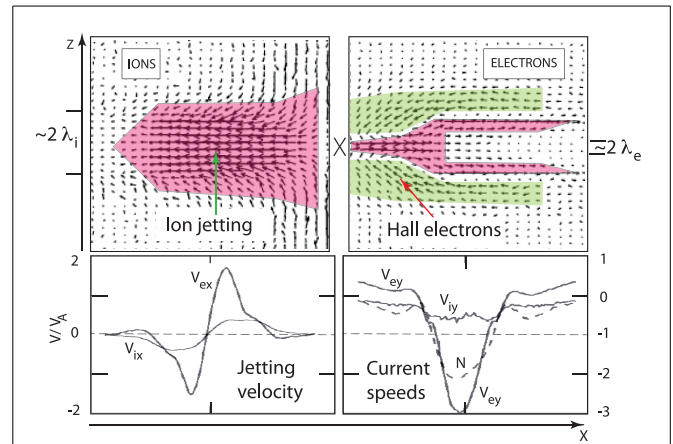 Z
IONS
ELECTRONS
~2 λi
X
~2 λe
Ion jetting
Hall electrons
2
0
-2
V/VA
Vex
Vix
Jetting
velocity
Vey
Viy
N
Vey
Current
speeds
1
0
-1
-2
-3
X